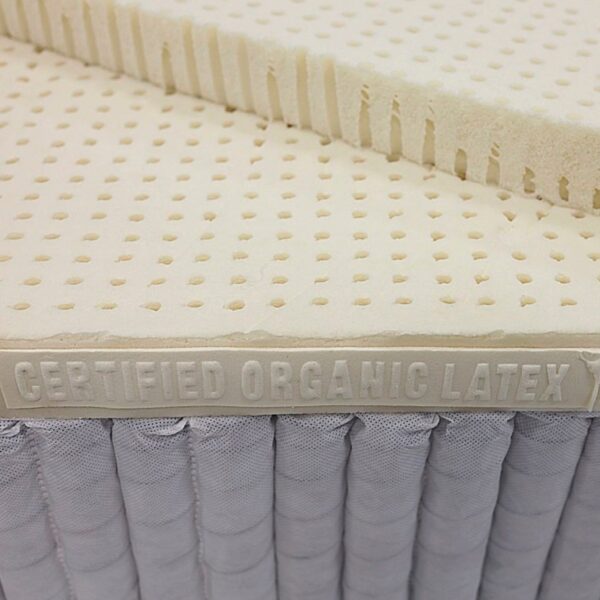 CERTIFIED ORGANIC LATEX